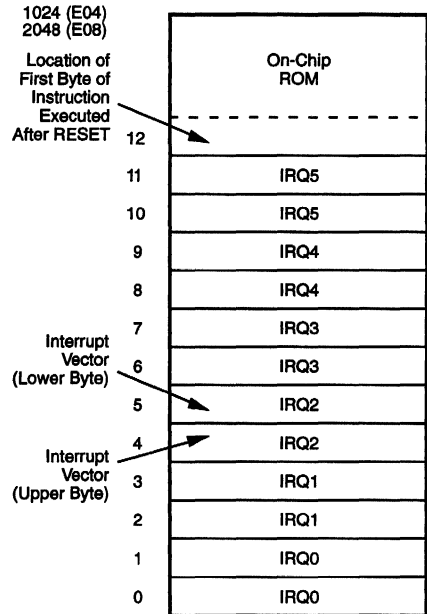 1024 (E04)
2048 (E08)
Location of
First Byte of
Instruction
Executed
After RESET
On-Chip
ROM
12
11 IRQ5
10 IRQ5
9 IRQ4
8 IRQ4
7 IRQ3
Interrupt
Vector
(Lower Byte)
6 IRQ3
5 IRQ2
4 IRQ2
Interrupt
Vector
(Upper Byte)
3 IRQ1
2 IRQ1
1 IRQ0
0 IRQ0